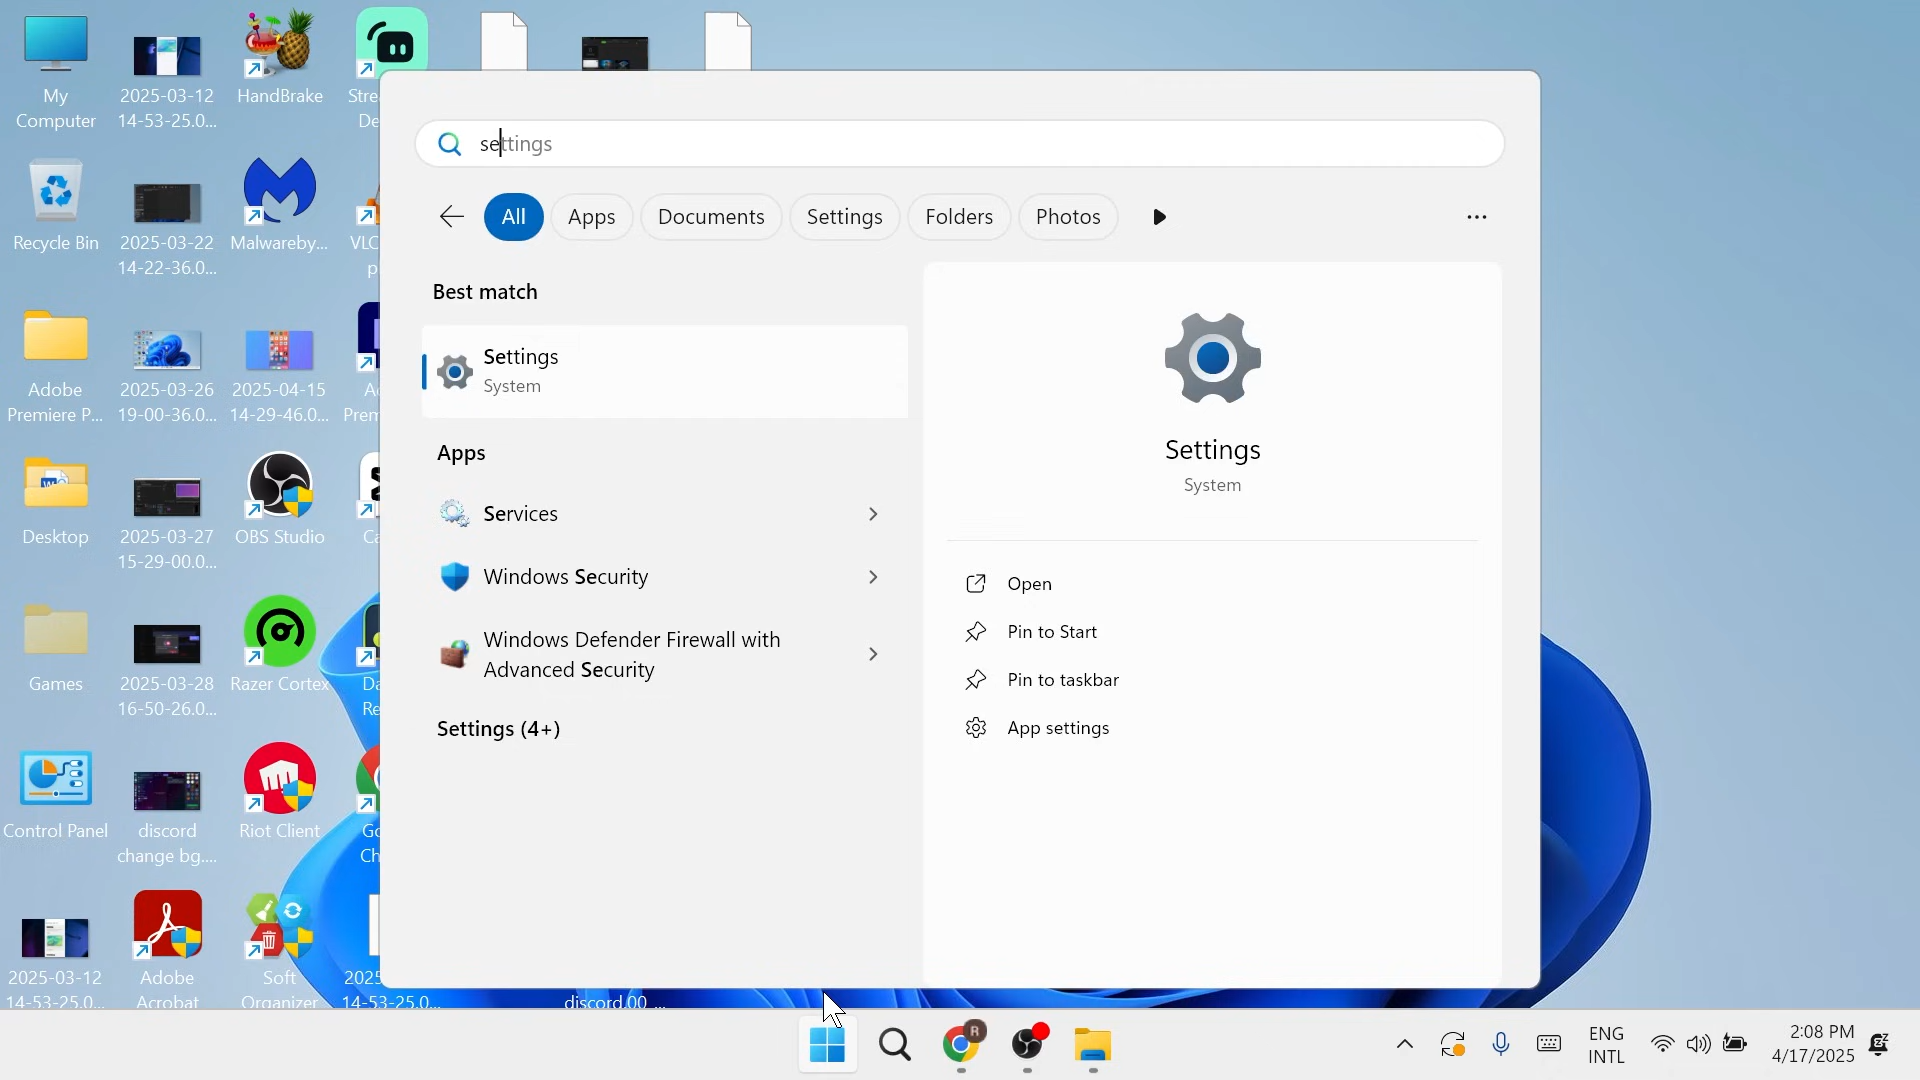 My
Computer
2025-03-12
14-53-25.0...
HandBrake
Stre
De
Recycle Bin
2025-03-22
14-22-36.0...
Malwareby...
VLC
p
Adobe
Premiere P...
2025-03-26
19-00-36.0...
2025-04-15
14-29-46.0...
Prem
Desktop
2025-03-27
15-29-00.0...
OBS Studio
Games
2025-03-28
16-50-26.0...
Razer Cortex
Da
Re
Control Panel
discord
change bg....
Riot Client
Go
Ch
2025-03-12
14-53-25.0...
Adobe
Acrobat
Soft
Organizer
2025
14-53-25.0...
discord.00 ...
settings
All
Apps
Documents
Settings
Folders
Photos
Best match
Settings
System
Apps
Services
Windows Security
Windows Defender Firewall with
Advanced Security
Settings (4+)
Settings
System
Open
Pin to Start
Pin to taskbar
App settings
R
ENG
INTL
2:08 PM
4/17/2025